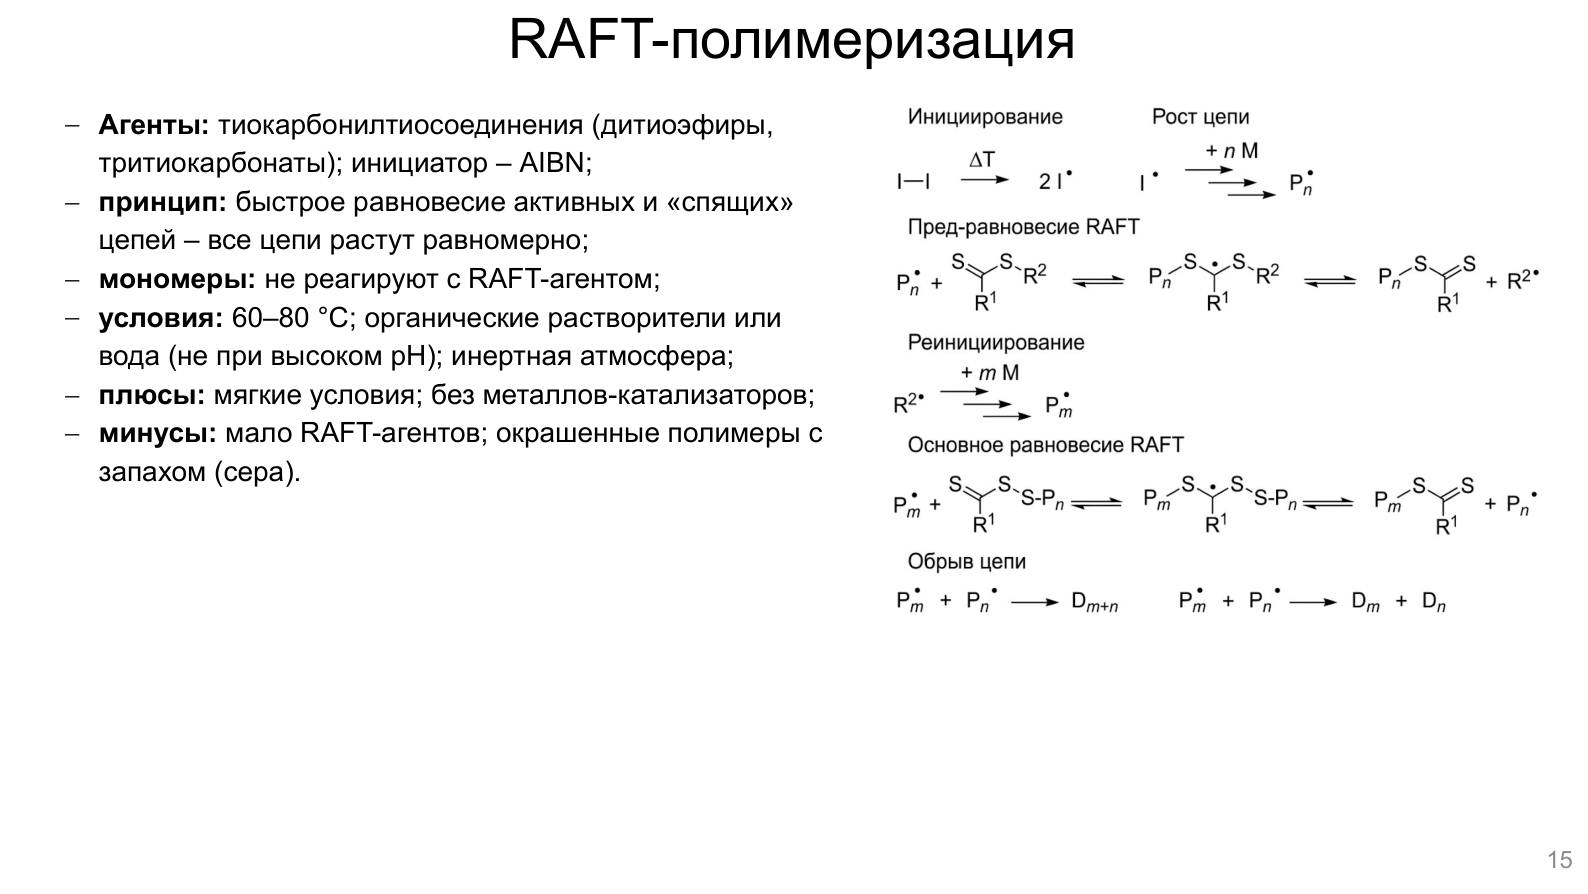 RAFT-полимеризация
– Агенты: тиокарбонилтиосоединения (дитиоэфиры,
тритиокарбонаты); инициатор – AIBN;
– принцип: быстрое равновесие активных и «спящих»
цепей – все цепи растут равномерно;
– мономеры: не реагируют с RAFT-агентом;
– условия: 60–80 °C; органические растворители или
вода (не при высоком pH); инертная атмосфера;
– плюсы: мягкие условия; без металлов-катализаторов;
– минусы: мало RAFT-агентов; окрашенные полимеры с
запахом (сера).
Инициирование Рост цепи
I—I ΔT 2 I• I• + n M Pn•
Пред-равновесие RAFT
Pn• + S S R2 R1 Pn S • S R2 R1 Pn S S R1 + R2•
Реинициирование
R2• + m M Pm•
Основное равновесие RAFT
Pm• + S S S-Pn R1 Pm S • S S-Pn R1 Pm S S R1 + Pn•
Обрыв цепи
Pm• + Pn• → Dm+n Pm• + Pn• → Dm + Dn
15